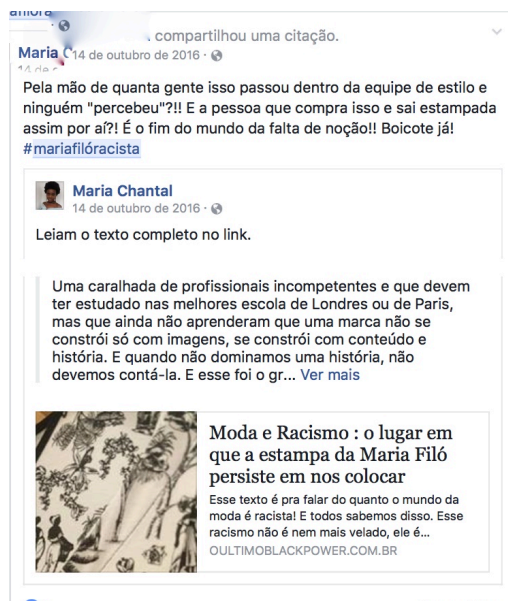 compartilhou uma citação.
Maria
14 de outubro de 2016 ·
Pela mão de quanta gente isso passou dentro da equipe de estilo e
ninguém "percebeu"?!! E a pessoa que compra isso e sai estampada
assim por aí?! É o fim do mundo da falta de noção!! Boicote já!
#mariafilóracista
Maria Chantal
14 de outubro de 2016 ·
Leiam o texto completo no link.
Uma caralhada de profissionais incompetentes e que devem
ter estudado nas melhores escola de Londres ou de Paris,
mas que ainda não aprenderam que uma marca não se
constrói só com imagens, se constrói com conteúdo e
história. E quando não dominamos uma história, não
devemos contá-la. E esse foi o gr... Ver mais
Moda e Racismo : o lugar em
que a estampa da Maria Filó
persiste em nos colocar
Esse texto é pra falar do quanto o mundo da
moda é racista! E todos sabemos disso. Esse
racismo não é nem mais velado, ele é...
OULTIMOBLACKPOWER.COM.BR